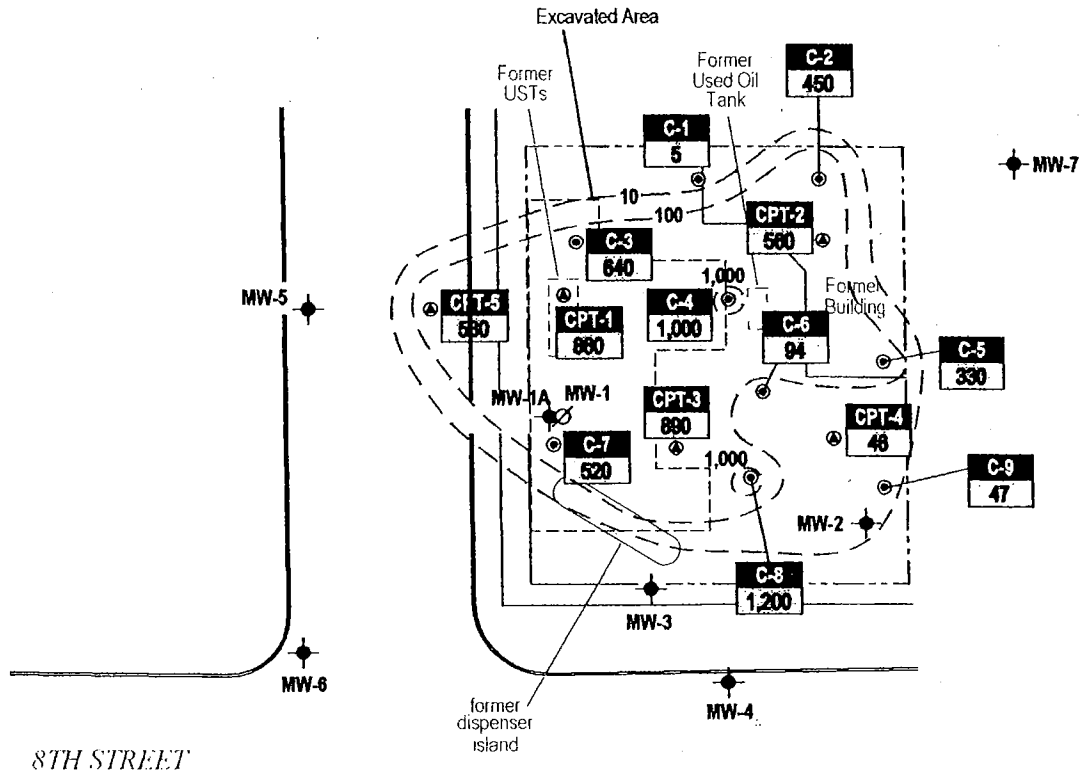 Excavated Area
Former
USTs
Former
Used Oil
Tank
C-2
450
C-1
5
MW-7
10
100
CPT-2
560
C-3
640
1,000
MW-5
CPT-5
CPT-1
C-4
1,000
Former
Building
C-6
94
C-5
330
MW-1A
MW-1
CPT-3
890
CPT-4
C-7
520
1,000
C-9
47
MW-2
C-8
1,200
MW-3
MW-6
MW-4
former
dispenser
island
8TH STREET